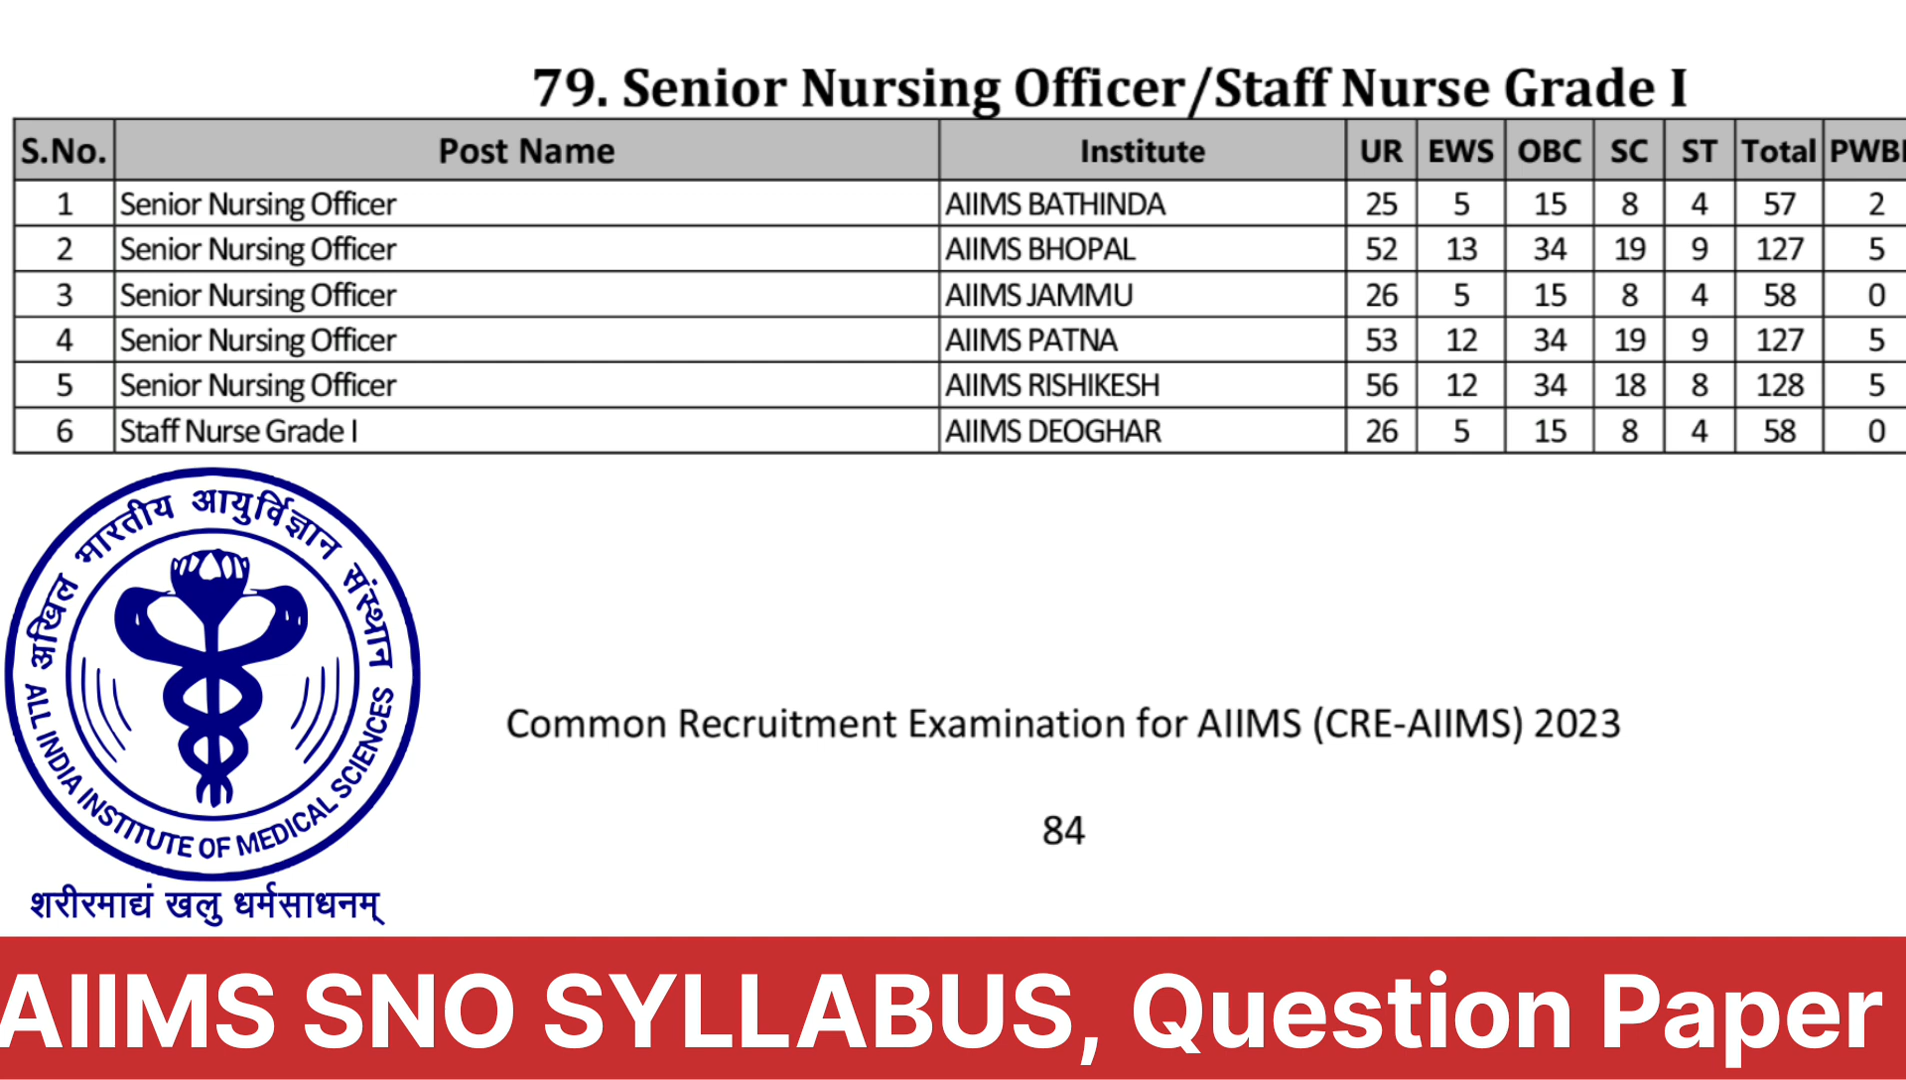 79. Senior Nursing Officer/Staff Nurse Grade I
S.No. Post Name Institute UR EWS OBC SC ST Total PWB
1 Senior Nursing Officer AIIMS BATHINDA 25 5 15 8 4 57 2
2 Senior Nursing Officer AIIMS BHOPAL 52 13 34 19 9 127 5
3 Senior Nursing Officer AIIMS JAMMU 26 5 15 8 4 58 0
4 Senior Nursing Officer AIIMS PATNA 53 12 34 19 9 127 5
5 Senior Nursing Officer AIIMS RISHIKESH 56 12 34 18 8 128 5
6 Staff Nurse Grade I AIIMS DEOGHAR 26 5 15 8 4 58 0
अखिल भारतीय आयुर्विज्ञान संस्थान
ALL INDIA INSTITUTE OF MEDICAL SCIENCES
शरीरमाद्यं खलु धर्मसाधनम्
Common Recruitment Examination for AIIMS (CRE-AIIMS) 2023
84
AIIMS SNO SYLLABUS, Question Paper